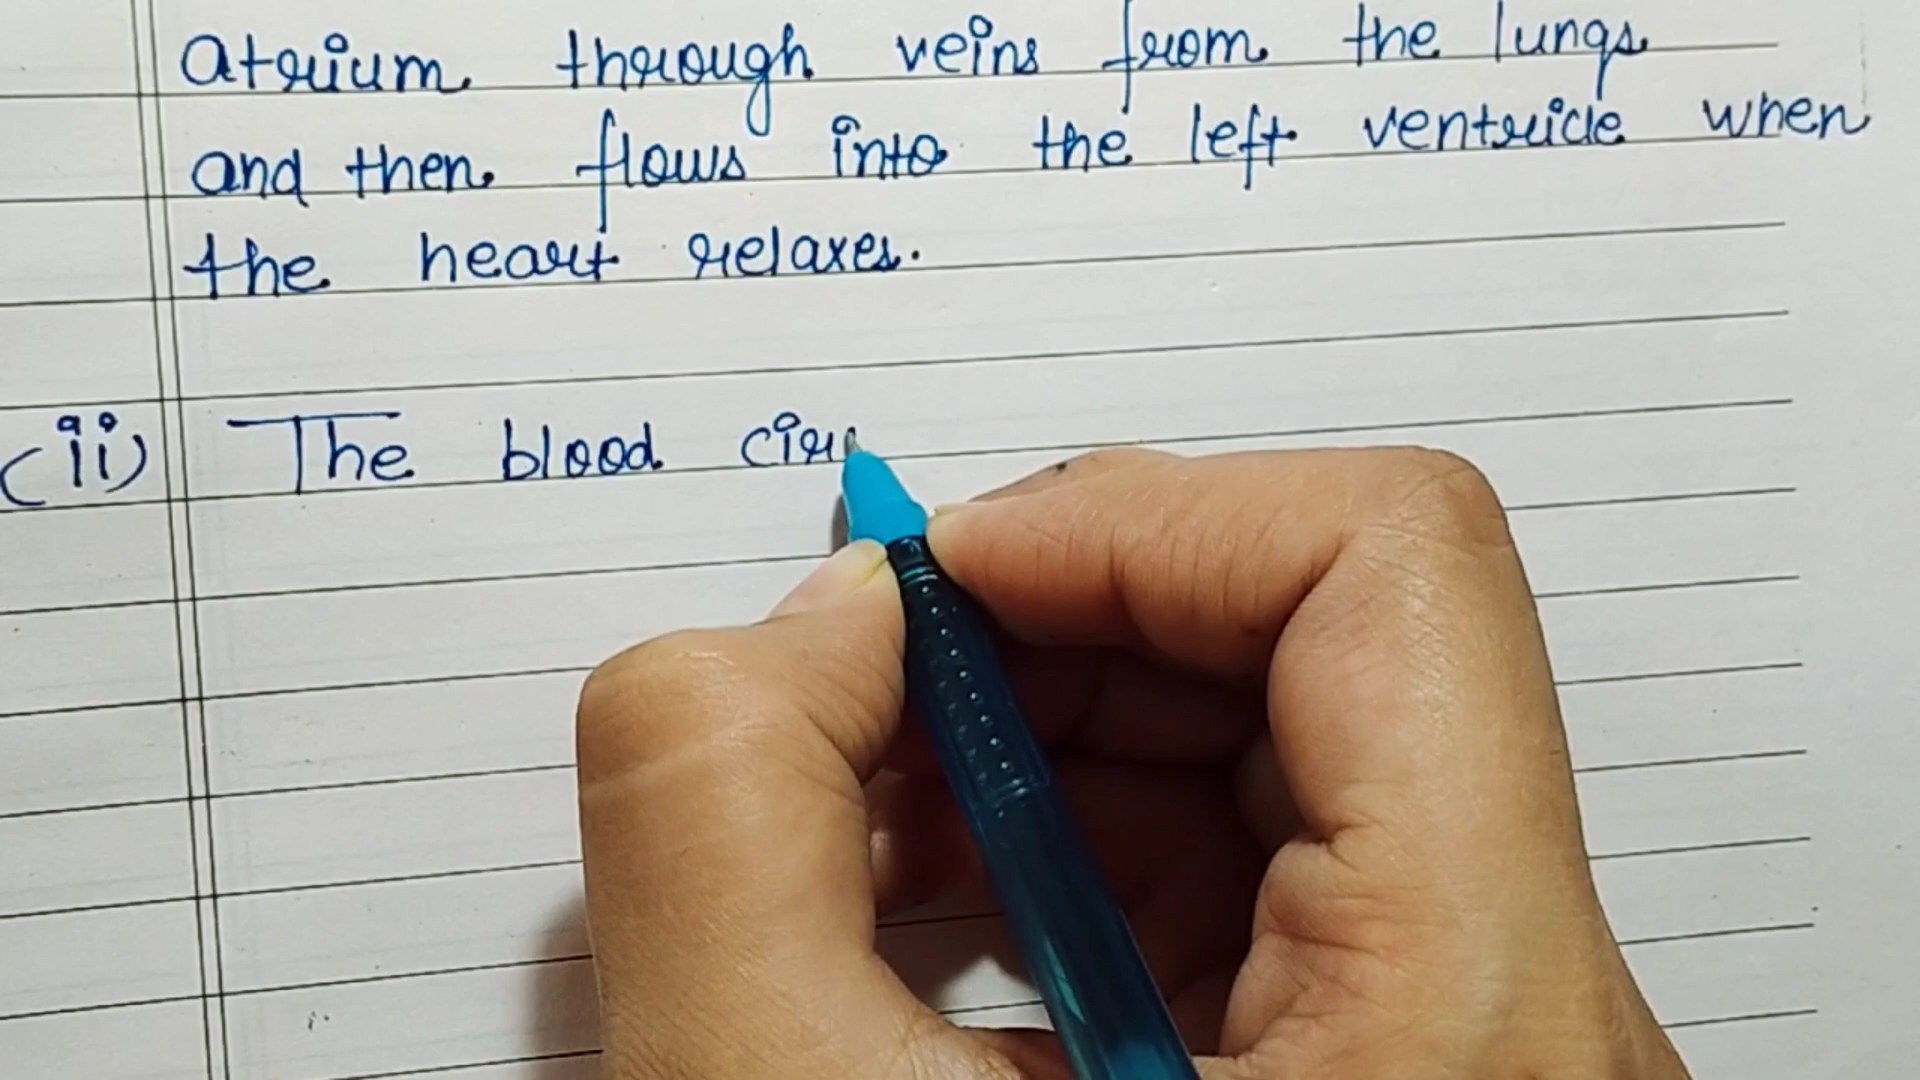 atrium through veins from the lungs
and then flows into the left ventricle when
the heart relaxes.
(ii) The blood cir